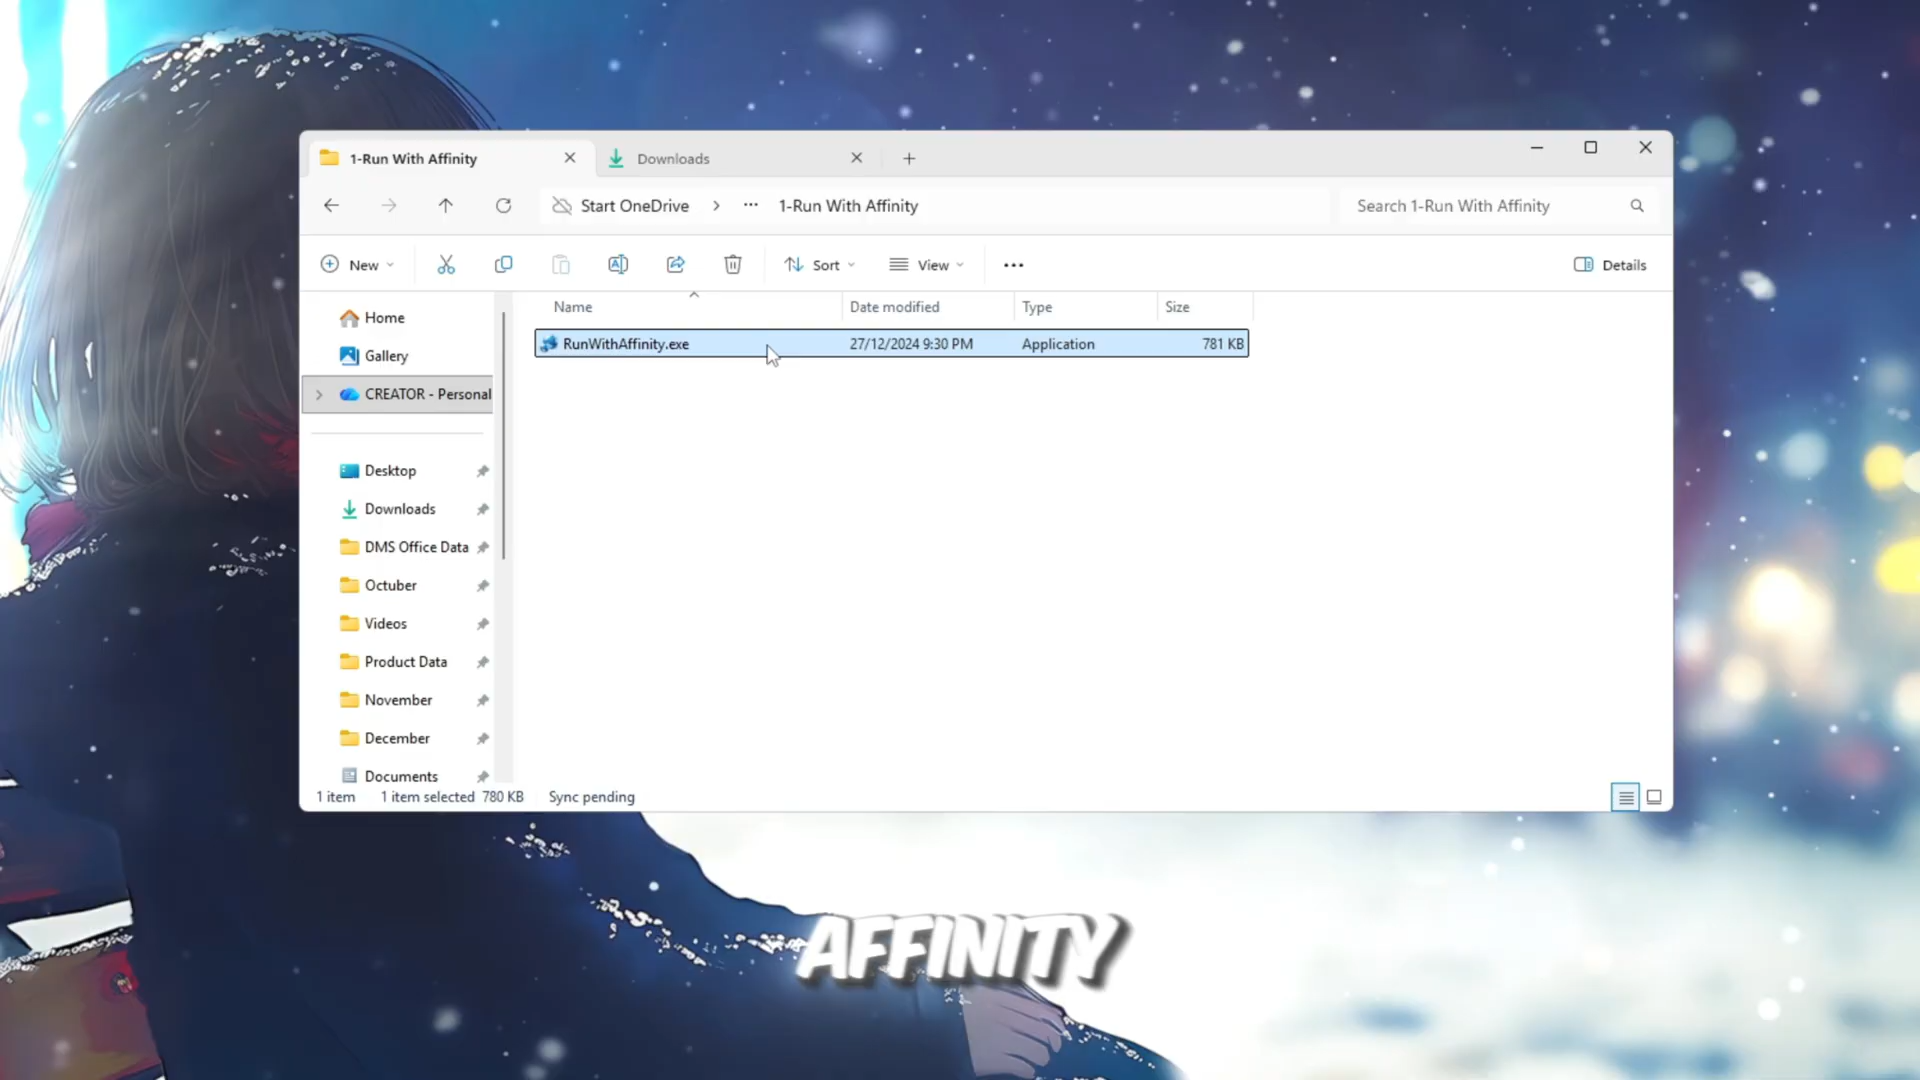 1-Run With Affinity
Downloads
Start OneDrive
1-Run With Affinity
Search 1-Run With Affinity
New
Sort
View
Details
Name
Date modified
Type
Size
RunWithAffinity.exe
27/12/2024 9:30 PM
Application
781 KB
Home
Gallery
CREATOR - Personal
Desktop
Downloads
DMS Office Data
Octuber
Videos
Product Data
November
December
Documents
1 item
1 item selected 780 KB
Sync pending
AFFINITY